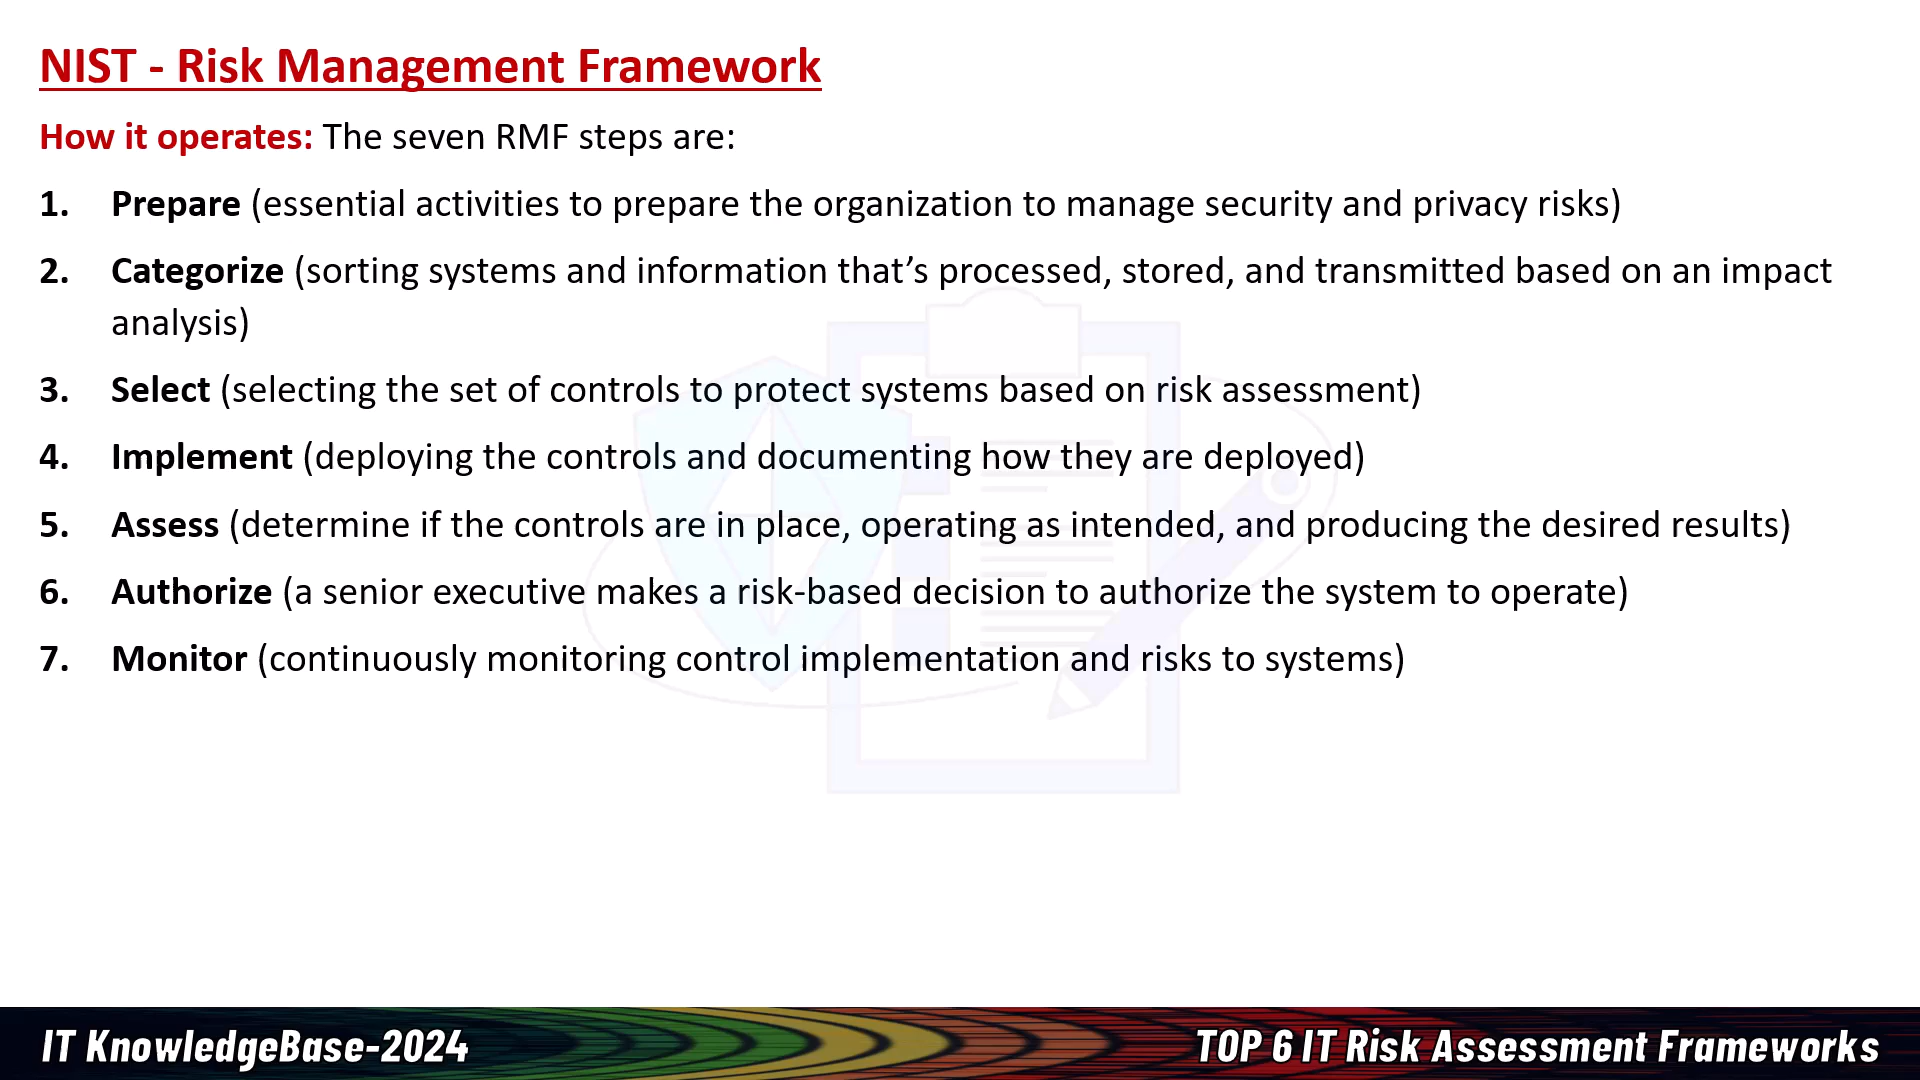 NIST - Risk Management Framework
How it operates: The seven RMF steps are:
1. Prepare (essential activities to prepare the organization to manage security and privacy risks)
2. Categorize (sorting systems and information that’s processed, stored, and transmitted based on an impact
analysis)
3. Select (selecting the set of controls to protect systems based on risk assessment)
4. Implement (deploying the controls and documenting how they are deployed)
5. Assess (determine if the controls are in place, operating as intended, and producing the desired results)
6. Authorize (a senior executive makes a risk-based decision to authorize the system to operate)
7. Monitor (continuously monitoring control implementation and risks to systems)
IT KnowledgeBase-2024
TOP 6 IT Risk Assessment Frameworks